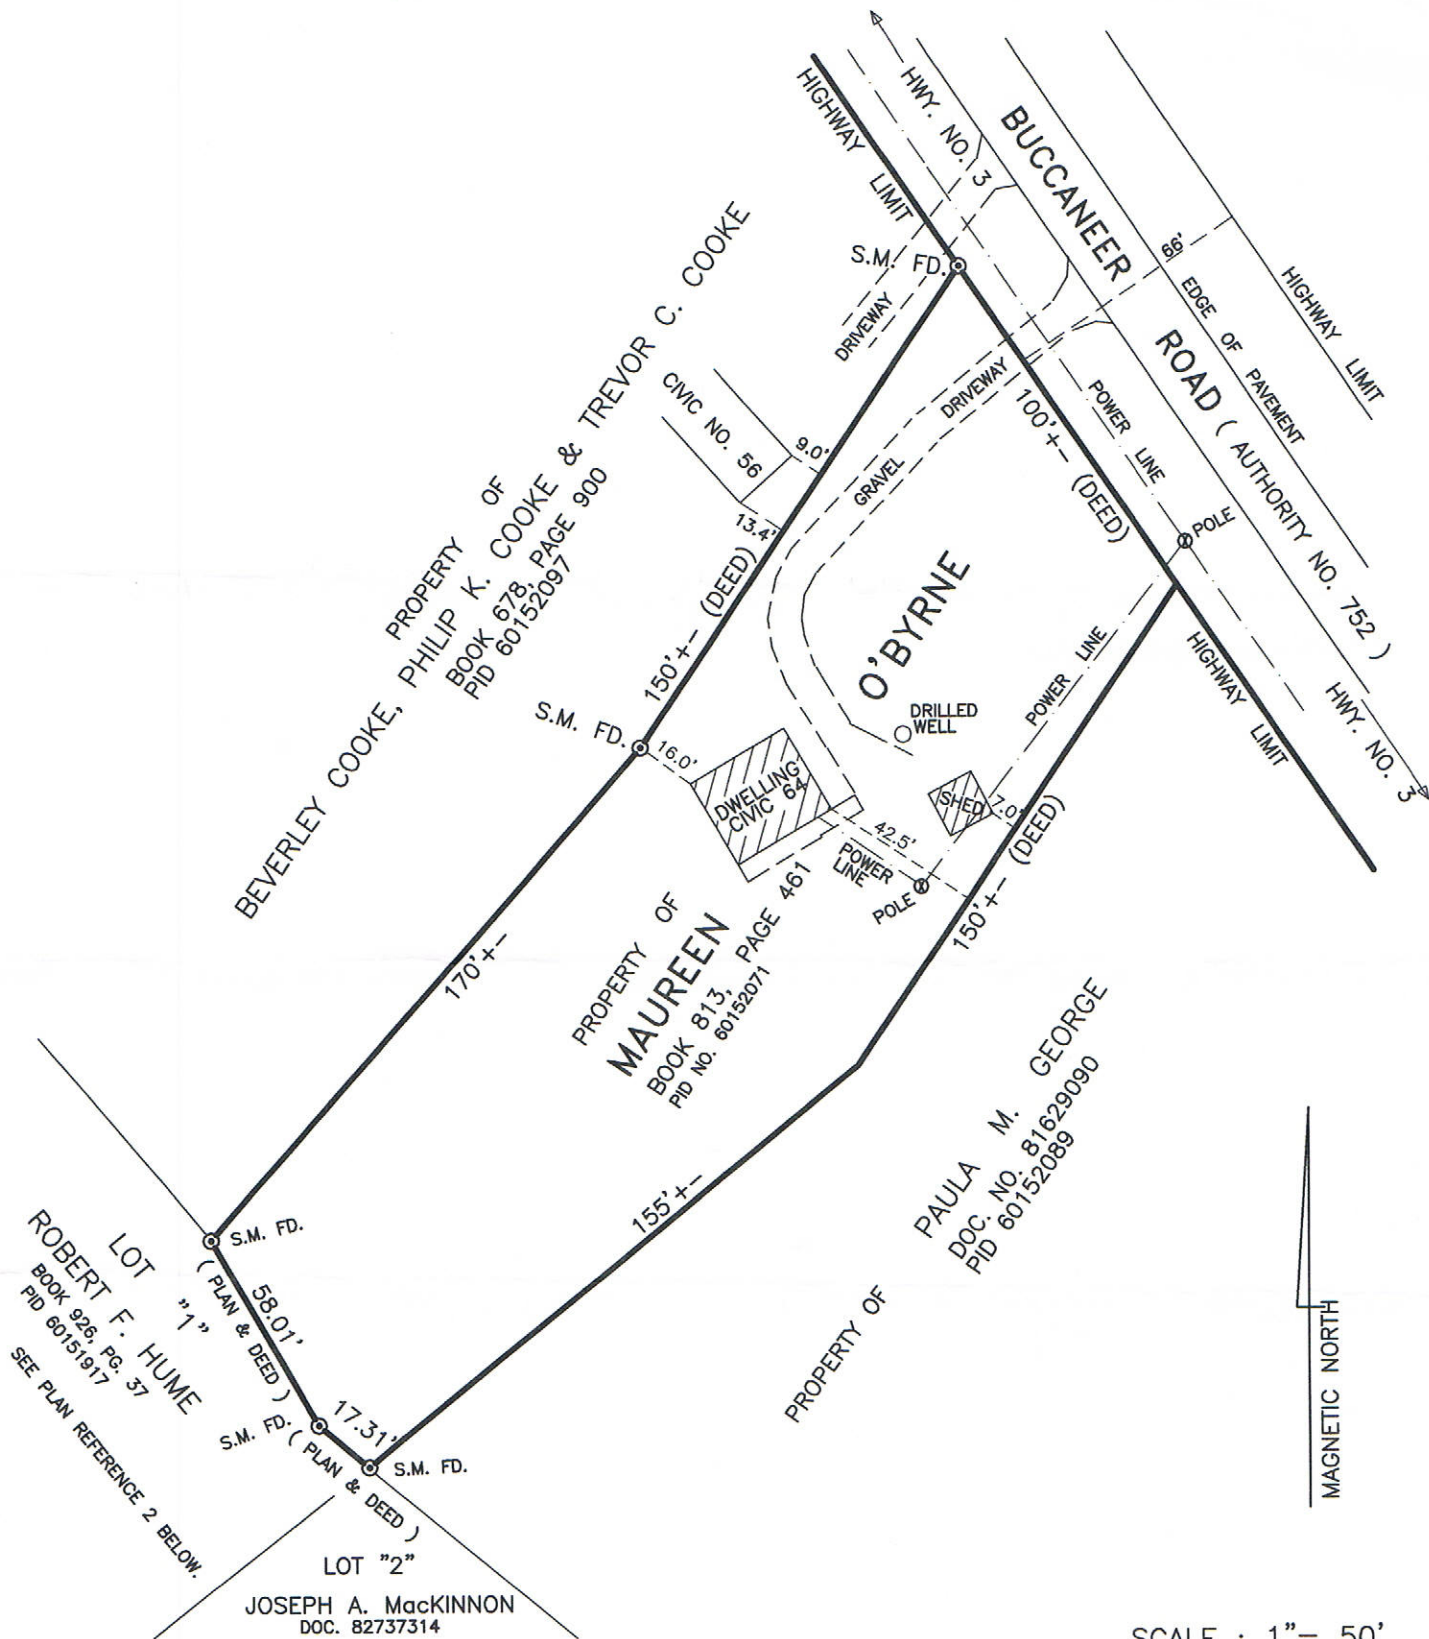 HWY. NO. 3
HIGHWAY LIMIT
BUCCANEER ROAD ( AUTHORITY NO. 752 )
66'
HIGHWAY LIMIT
EDGE OF PAVEMENT
S.M. FD.
DRIVEWAY
POWER LINE
POLE
HWY. NO. 3
HIGHWAY LIMIT
100'+- (DEED)
GRAVEL DRIVEWAY
CIVIC NO. 56
9.0'
13.4'
150'+- (DEED)
PROPERTY OF
BEVERLEY COOKE, PHILIP K. COOKE & TREVOR C. COOKE
BOOK 678, PAGE 900
PID 60152097
S.M. FD.
16.0'
DWELLING
CIVIC 64
DRILLED
WELL
POWER LINE
SHED
7.0'
42.5'
POWER
LINE
POLE
150'+- (DEED)
PROPERTY OF
MAUREEN O'BYRNE
BOOK 813, PAGE 461
PID NO. 60152071
170'+-
155'+-
PROPERTY OF
PAULA M. GEORGE
DOC. NO. 81629090
PID 60152089
S.M. FD.
58.01'
( PLAN & DEED )
LOT "1"
ROBERT F. HUME
BOOK 926, PG. 37
PID 60151917
SEE PLAN REFERENCE 2 BELOW.
S.M. FD.
17.31'
( PLAN & DEED )
S.M. FD.
LOT "2"
JOSEPH A. MacKINNON
DOC. 82737314
MAGNETIC NORTH
SCALE : 1"= 50'